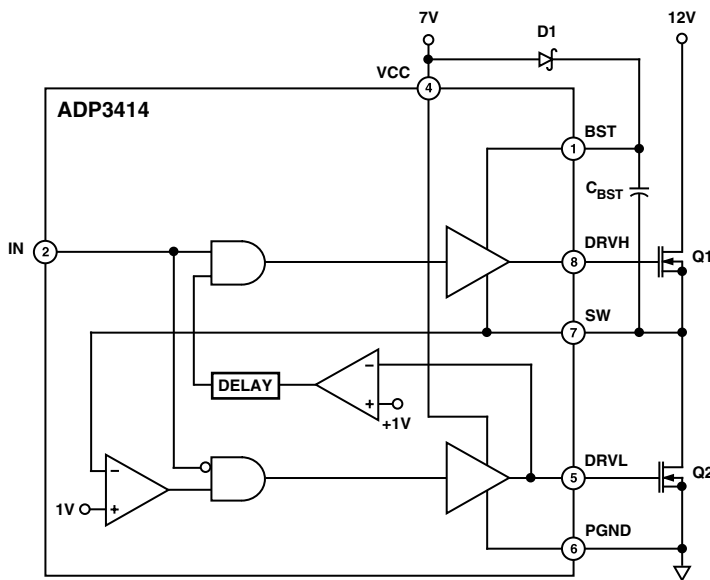 7V
D1
12V
VCC
4
ADP3414
BST
1
C_BST
IN
2
DRVH
8
Q1
SW
7
DELAY
−
+
+1V
−
+
1V
DRVL
5
Q2
PGND
6